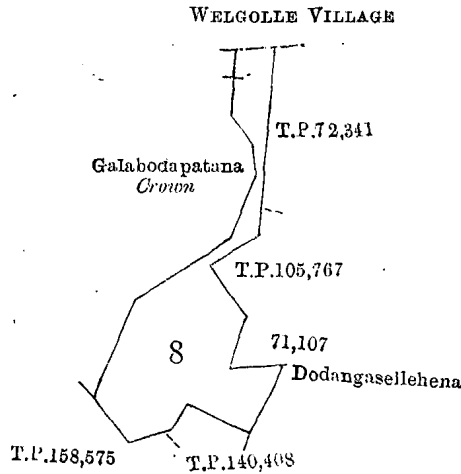 WELGOLLE VILLAGE
T.P.72,341
Galabodapatana
Crown
T.P.105,767
71,107
8
Dodangasellehena
T.P.158,575
T.P.140,408